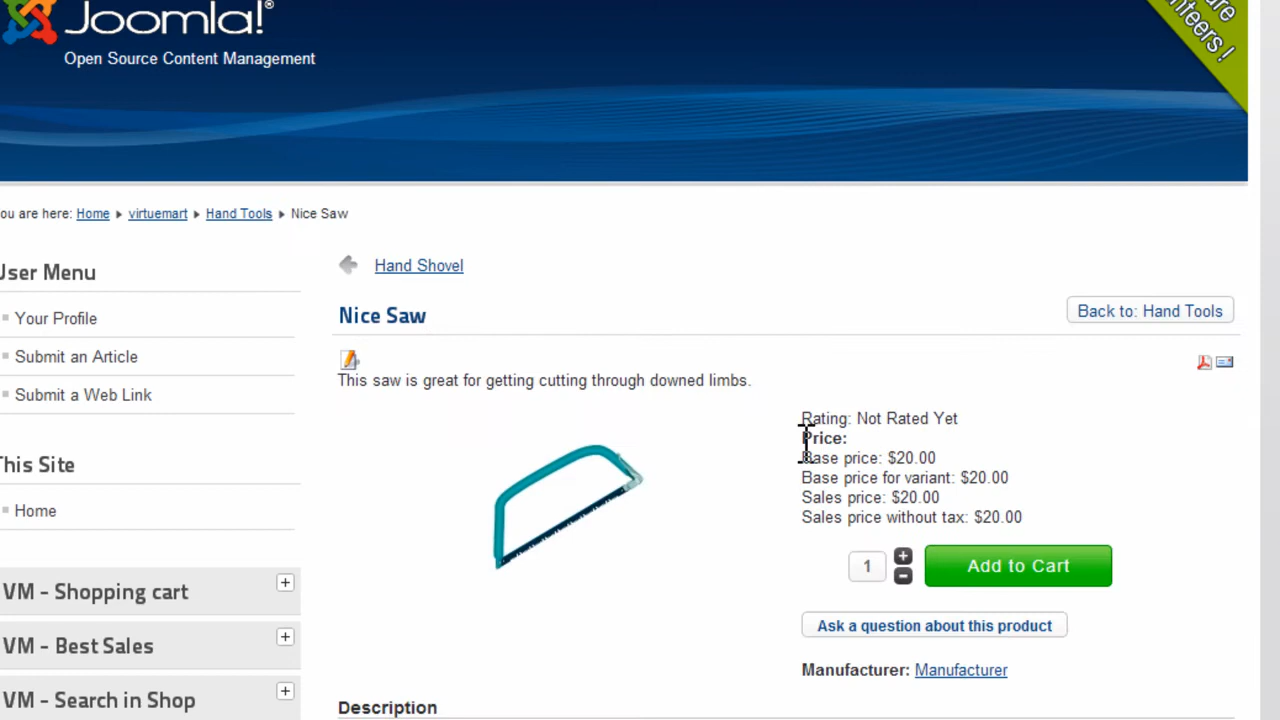 Joomla!®
Open Source Content Management
nteers!
ou are here: Home virtuemart Hand Tools Nice Saw
User Menu
Your Profile
Submit an Article
Submit a Web Link
This Site
Home
VM - Shopping cart
VM - Best Sales
VM - Search in Shop
Hand Shovel
Nice Saw
Back to: Hand Tools
This saw is great for getting cutting through downed limbs.
Rating: Not Rated Yet
Price:
Base price: $20.00
Base price for variant: $20.00
Sales price: $20.00
Sales price without tax: $20.00
1
Add to Cart
Ask a question about this product
Manufacturer: Manufacturer
Description